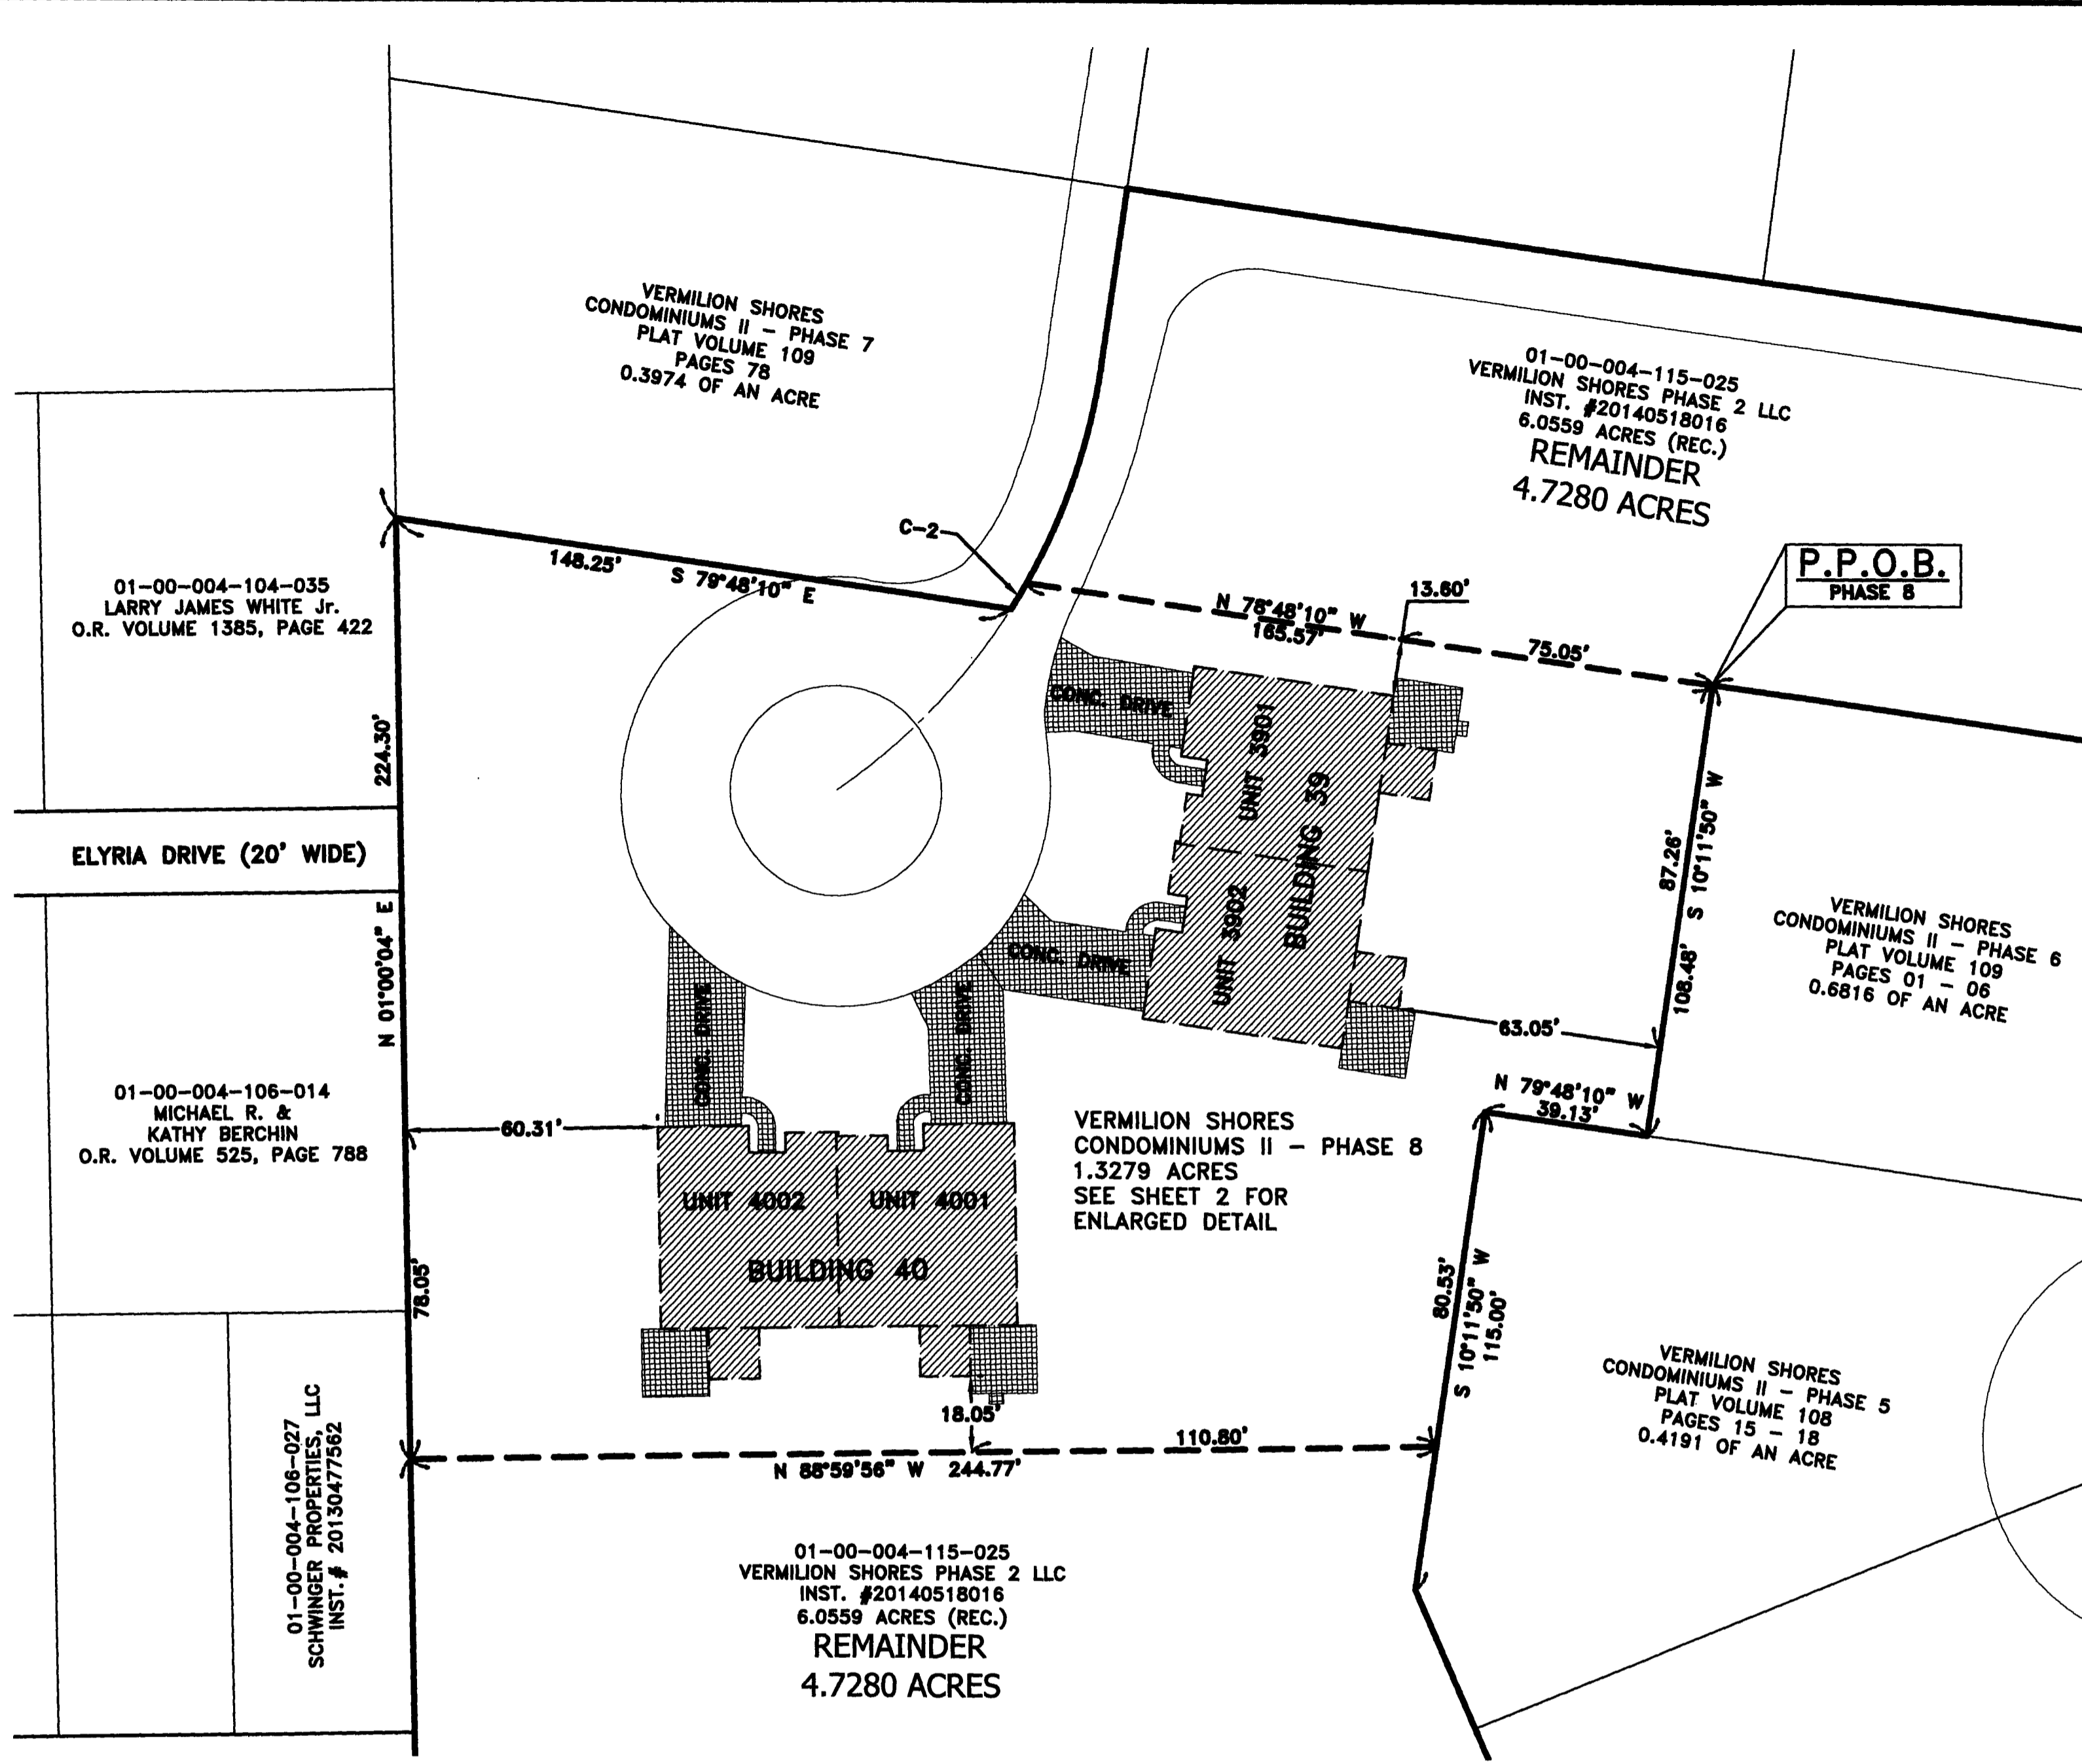 VERMILION SHORES
CONDOMINIUMS II – PHASE 7
PLAT VOLUME 109
PAGES 78
0.3974 OF AN ACRE
01–00–004–115–025
VERMILION SHORES PHASE 2 LLC
INST. #20140518016
6.0559 ACRES (REC.)
REMAINDER
4.7280 ACRES
C–2
148.25'
S 79°48'10" E
N 78°48'10" W
165.57'
13.60'
75.05'
P.P.O.B.
PHASE 8
01–00–004–104–035
LARRY JAMES WHITE Jr.
O.R. VOLUME 1385, PAGE 422
224.30'
N 01°00'04" E
ELYRIA DRIVE (20' WIDE)
CONC. DRIVE
UNIT 3901
BUILDING 39
UNIT 3902
CONC. DRIVE
CONC. DRIVE
CONC. DRIVE
87.26'
S 10°11'50" W
108.48'
VERMILION SHORES
CONDOMINIUMS II – PHASE 6
PLAT VOLUME 109
PAGES 01 – 06
0.6816 OF AN ACRE
63.05'
N 79°48'10" W
39.13'
01–00–004–106–014
MICHAEL R. &
KATHY BERCHIN
O.R. VOLUME 525, PAGE 788
60.31'
VERMILION SHORES
CONDOMINIUMS II – PHASE 8
1.3279 ACRES
SEE SHEET 2 FOR
ENLARGED DETAIL
UNIT 4002
UNIT 4001
BUILDING 40
78.05'
80.53'
S 10°11'50" W
115.00'
VERMILION SHORES
CONDOMINIUMS II – PHASE 5
PLAT VOLUME 108
PAGES 15 – 18
0.4191 OF AN ACRE
01–00–004–106–027
SCHWINGER PROPERTIES, LLC
INST.# 20130477562
18.05'
110.80'
N 88°59'56" W 244.77'
01–00–004–115–025
VERMILION SHORES PHASE 2 LLC
INST. #20140518016
6.0559 ACRES (REC.)
REMAINDER
4.7280 ACRES